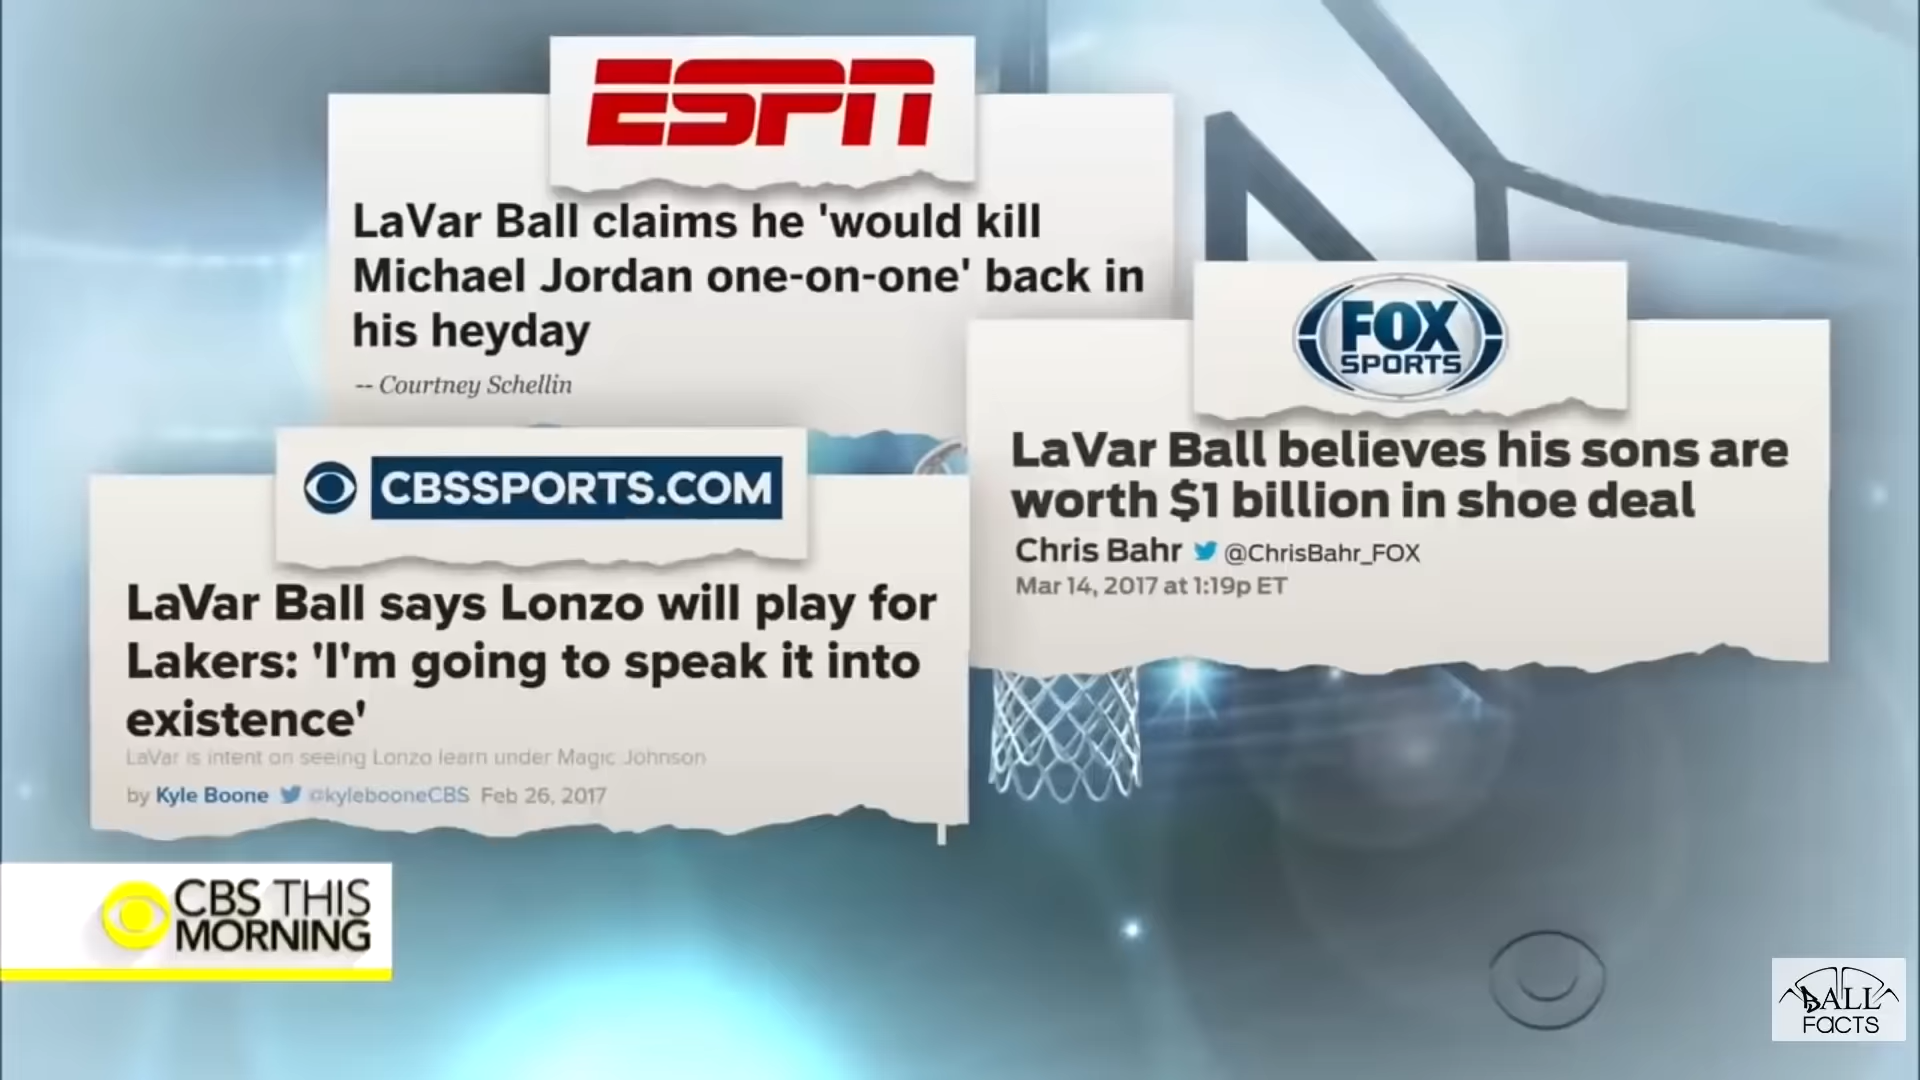 ESPN
LaVar Ball claims he 'would kill
Michael Jordan one-on-one' back in
his heyday
-- Courtney Schellin
FOX
SPORTS
LaVar Ball believes his sons are
worth $1 billion in shoe deal
Chris Bahr @ChrisBahr_FOX
Mar 14, 2017 at 1:19p ET
CBSSPORTS.COM
LaVar Ball says Lonzo will play for
Lakers: 'I'm going to speak it into
existence'
LaVar is intent on seeing Lonzo learn under Magic Johnson
by Kyle Boone @kylebooneCBS Feb 26, 2017
CBS THIS
MORNING
BALL
FACTS